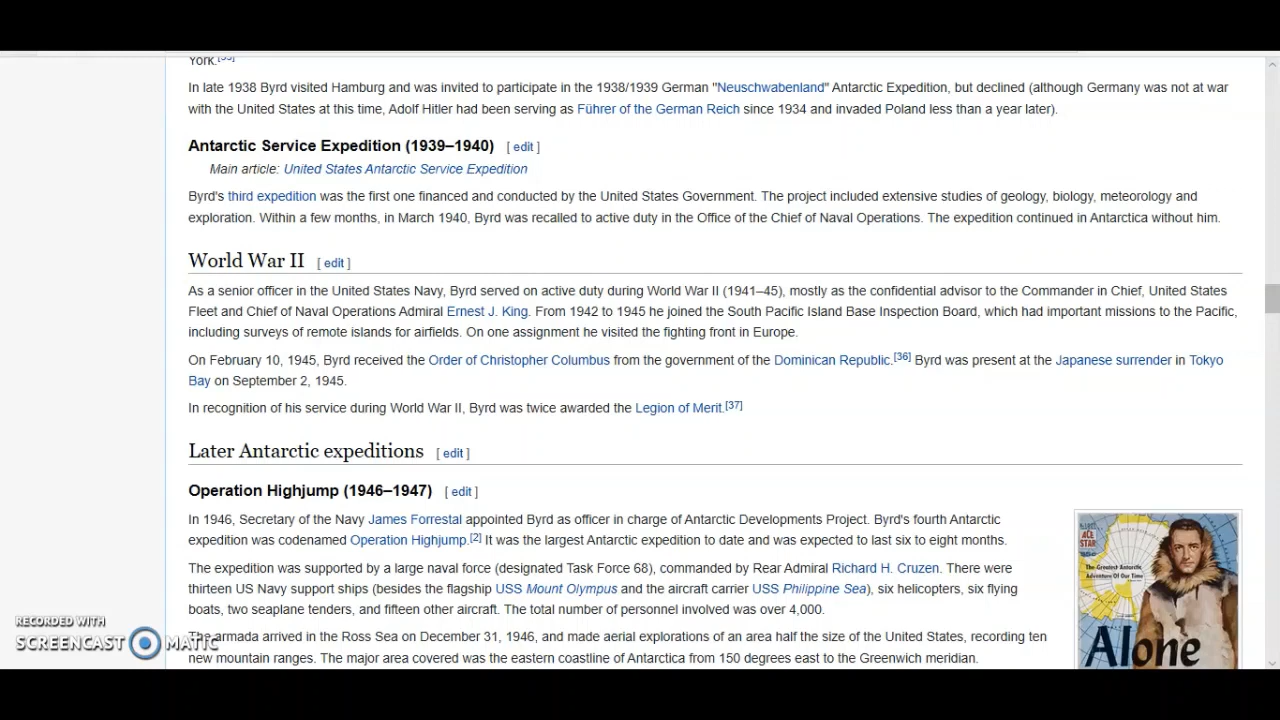 York.[35]
In late 1938 Byrd visited Hamburg and was invited to participate in the 1938/1939 German "Neuschwabenland" Antarctic Expedition, but declined (although Germany was not at war
with the United States at this time, Adolf Hitler had been serving as Führer of the German Reich since 1934 and invaded Poland less than a year later).
Antarctic Service Expedition (1939–1940) [ edit ]
Main article: United States Antarctic Service Expedition
Byrd's third expedition was the first one financed and conducted by the United States Government. The project included extensive studies of geology, biology, meteorology and
exploration. Within a few months, in March 1940, Byrd was recalled to active duty in the Office of the Chief of Naval Operations. The expedition continued in Antarctica without him.
World War II [ edit ]
As a senior officer in the United States Navy, Byrd served on active duty during World War II (1941–45), mostly as the confidential advisor to the Commander in Chief, United States
Fleet and Chief of Naval Operations Admiral Ernest J. King. From 1942 to 1945 he joined the South Pacific Island Base Inspection Board, which had important missions to the Pacific,
including surveys of remote islands for airfields. On one assignment he visited the fighting front in Europe.
On February 10, 1945, Byrd received the Order of Christopher Columbus from the government of the Dominican Republic.[36] Byrd was present at the Japanese surrender in Tokyo
Bay on September 2, 1945.
In recognition of his service during World War II, Byrd was twice awarded the Legion of Merit.[37]
Later Antarctic expeditions [ edit ]
Operation Highjump (1946–1947) [ edit ]
In 1946, Secretary of the Navy James Forrestal appointed Byrd as officer in charge of Antarctic Developments Project. Byrd's fourth Antarctic
expedition was codenamed Operation Highjump.[2] It was the largest Antarctic expedition to date and was expected to last six to eight months.
The expedition was supported by a large naval force (designated Task Force 68), commanded by Rear Admiral Richard H. Cruzen. There were
thirteen US Navy support ships (besides the flagship USS Mount Olympus and the aircraft carrier USS Philippine Sea), six helicopters, six flying
boats, two seaplane tenders, and fifteen other aircraft. The total number of personnel involved was over 4,000.
The armada arrived in the Ross Sea on December 31, 1946, and made aerial explorations of an area half the size of the United States, recording ten
new mountain ranges. The major area covered was the eastern coastline of Antarctica from 150 degrees east to the Greenwich meridian.
ACE
STAR
The Greatest Antarctic
Adventure Of Our Time
Alone
RECORDED WITH
SCREENCAST MATIC